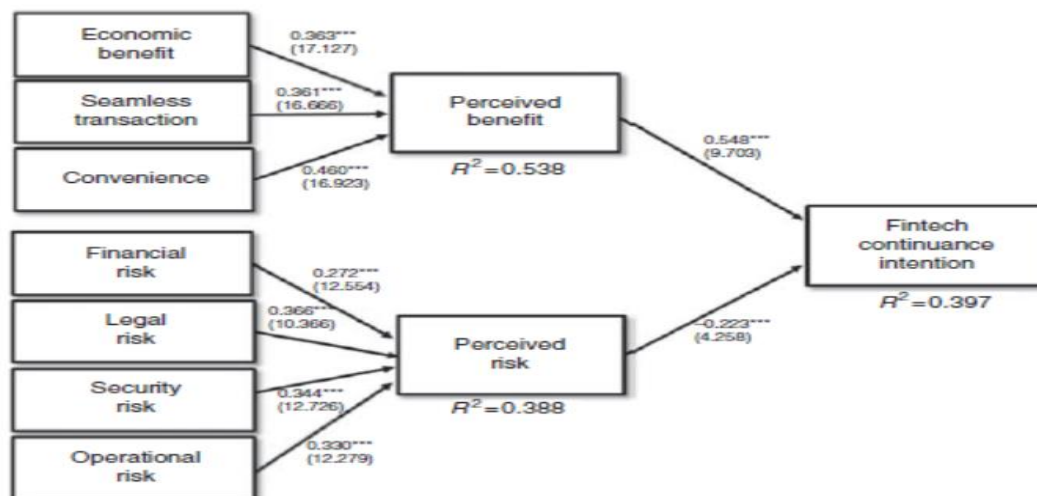 Economic
benefit
0.363***
(17.127)
Seamless
transaction
0.361***
(16.666)
Convenience
0.460***
(16.923)
Perceived
benefit
R²=0.538
0.548***
(9.703)
Financial
risk
0.272***
(12.554)
Legal
risk
0.366***
(10.366)
Security
risk
0.344***
(12.726)
Operational
risk
0.330***
(12.279)
Perceived
risk
R²=0.388
−0.223***
(4.258)
Fintech
continuance
intention
R²=0.397